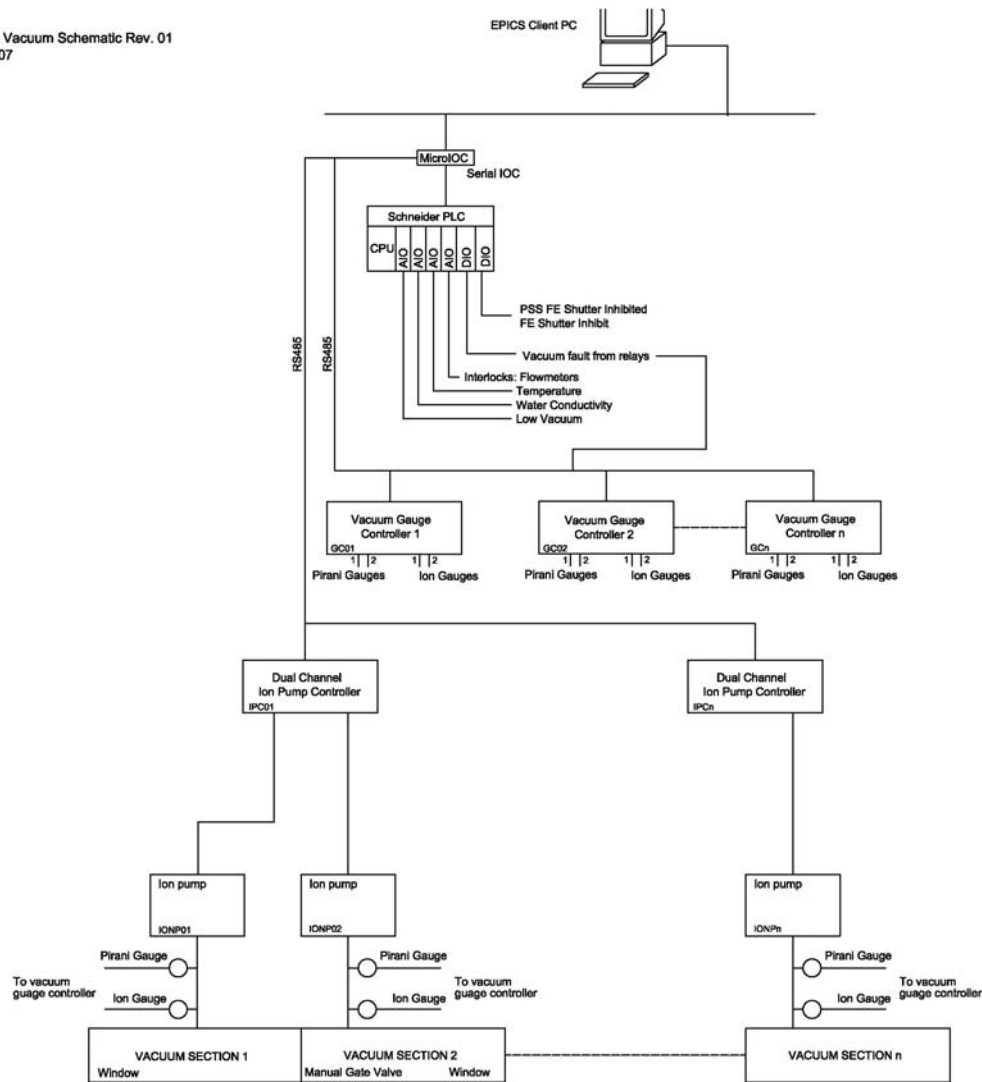 Vacuum Schematic Rev. 01
07
EPICS Client PC
MicroIOC
Serial IOC
Schneider PLC
CPU
AIO
AIO
AIO
AIO
DIO
DIO
PSS FE Shutter Inhibited
FE Shutter Inhibit
Vacuum fault from relays
Interlocks: Flowmeters
Temperature
Water Conductivity
Low Vacuum
RS485
RS485
Vacuum Gauge
Controller 1
GC01
1 2
1 2
Pirani Gauges
Ion Gauges
Vacuum Gauge
Controller 2
GC02
1 2
1 2
Pirani Gauges
Ion Gauges
Vacuum Gauge
Controller n
GCn
1 2
1 2
Pirani Gauges
Ion Gauges
Dual Channel
Ion Pump Controller
IPC01
Dual Channel
Ion Pump Controller
IPCn
Ion pump
IONP01
Ion pump
IONP02
Ion pump
IONPn
Pirani Gauge
To vacuum
guage controller
Ion Gauge
Pirani Gauge
To vacuum
guage controller
Ion Gauge
Pirani Gauge
To vacuum
guage controller
Ion Gauge
VACUUM SECTION 1
Window
VACUUM SECTION 2
Manual Gate Valve
Window
VACUUM SECTION n